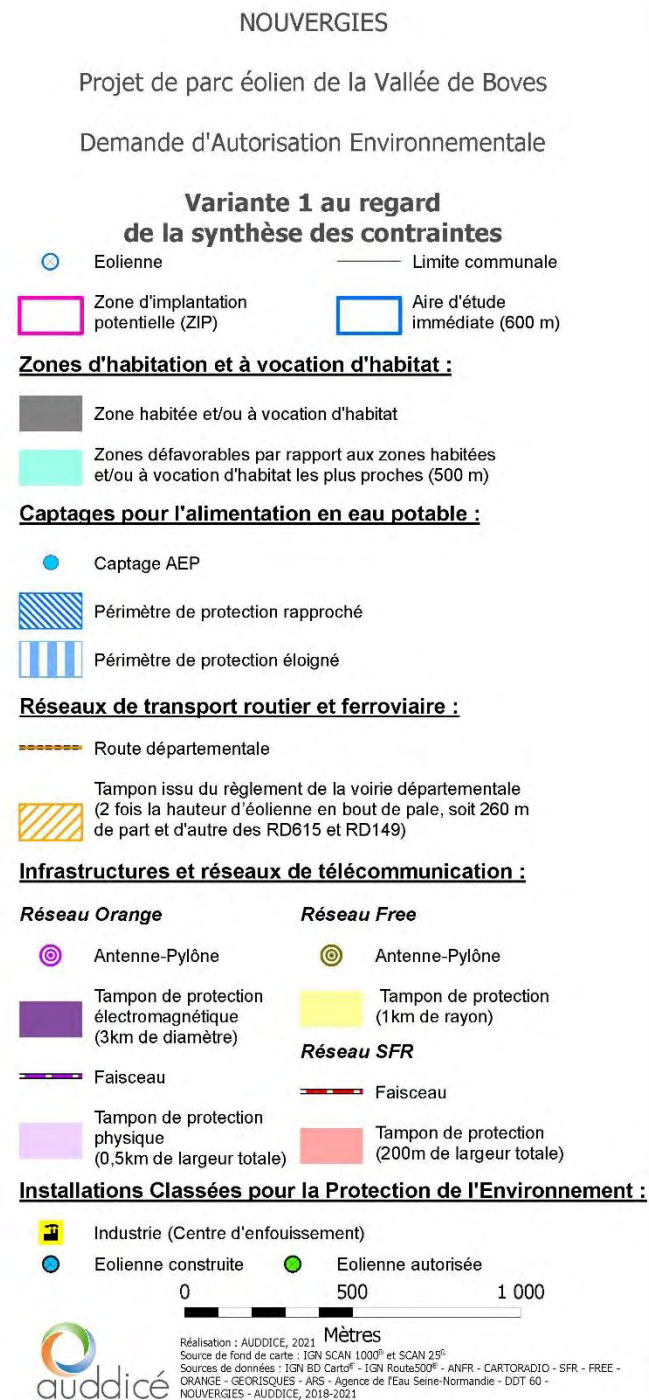 NOUVERGIES
Projet de parc éolien de la Vallée de Boves
Demande d'Autorisation Environnementale
Variante 1 au regard
de la synthèse des contraintes
Eolienne
Limite communale
Zone d'implantation
potentielle (ZIP)
Aire d'étude
immédiate (600 m)
Zones d'habitation et à vocation d'habitat :
Zone habitée et/ou à vocation d'habitat
Zones défavorables par rapport aux zones habitées
et/ou à vocation d'habitat les plus proches (500 m)
Captages pour l'alimentation en eau potable :
Captage AEP
Périmètre de protection rapproché
Périmètre de protection éloigné
Réseaux de transport routier et ferroviaire :
Route départementale
Tampon issu du règlement de la voirie départementale
(2 fois la hauteur d'éolienne en bout de pale, soit 260 m
de part et d'autre des RD615 et RD149)
Infrastructures et réseaux de télécommunication :
Réseau Orange
Antenne-Pylône
Tampon de protection
électromagnétique
(3km de diamètre)
Faisceau
Tampon de protection
physique
(0,5km de largeur totale)
Réseau Free
Antenne-Pylône
Tampon de protection
(1km de rayon)
Réseau SFR
Faisceau
Tampon de protection
(200m de largeur totale)
Installations Classées pour la Protection de l'Environnement :
Industrie (Centre d'enfouissement)
Eolienne construite
Eolienne autorisée
0 500 1 000
Mètres
auddicé
Réalisation : AUDDICE, 2021
Source de fond de carte : IGN SCAN 1000® et SCAN 25®
Sources de données : IGN BD Carto® - IGN Route500® - ANFR - CARTORADIO - SFR - FREE -
ORANGE - GEORISQUES - ARS - Agence de l'Eau Seine-Normandie - DDT 60 -
NOUVERGIES - AUDDICE, 2018-2021